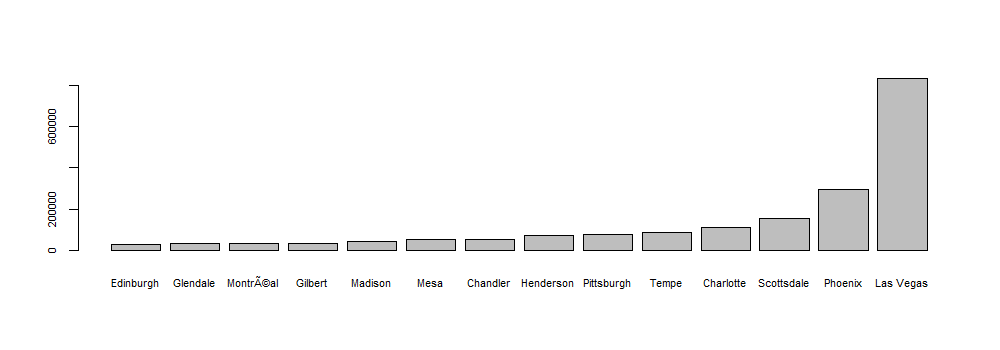 600000
200000
0
Edinburgh Glendale MontrÃ©al Gilbert Madison Mesa Chandler Henderson Pittsburgh Tempe Charlotte Scottsdale Phoenix Las Vegas